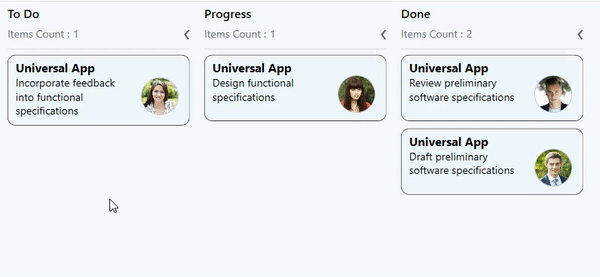 To Do
Items Count : 1
Universal App
Incorporate feedback
into functional
specifications
Progress
Items Count : 1
Universal App
Design functional
specifications
Done
Items Count : 2
Universal App
Review preliminary
software specifications
Universal App
Draft preliminary
software specifications